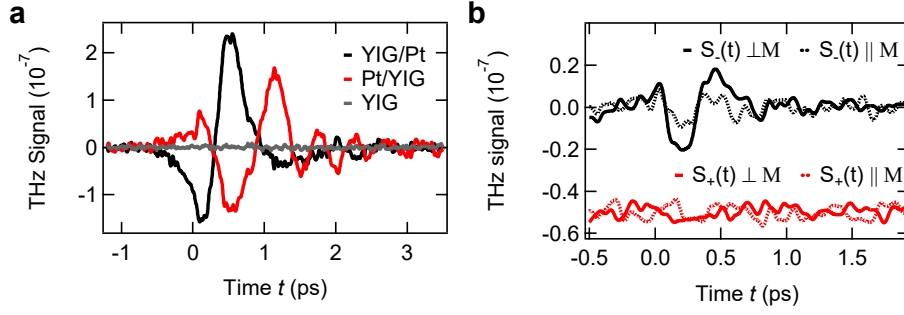 a
THz Signal (10⁻⁷)
2
1
0
-1
YIG/Pt
Pt/YIG
YIG
-1
0
1
2
3
Time t (ps)
b
THz signal (10⁻⁷)
0.2
0.0
-0.2
-0.4
-0.6
S₋(t) ⊥M
S₋(t) || M
S₊(t) ⊥ M
S₊(t) || M
-0.5
0.0
0.5
1.0
1.5
Time t (ps)